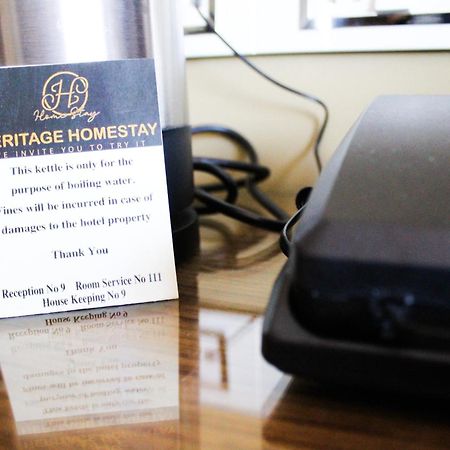 H
Home Stay
ERITAGE HOMESTAY
E INVITE YOU TO TRY IT
This kettle is only for the
purpose of boiling water.
Fines will be incurred in case of
damages to the hotel property
Thank You
Reception No 9 Room Service No 111
House Keeping No 9